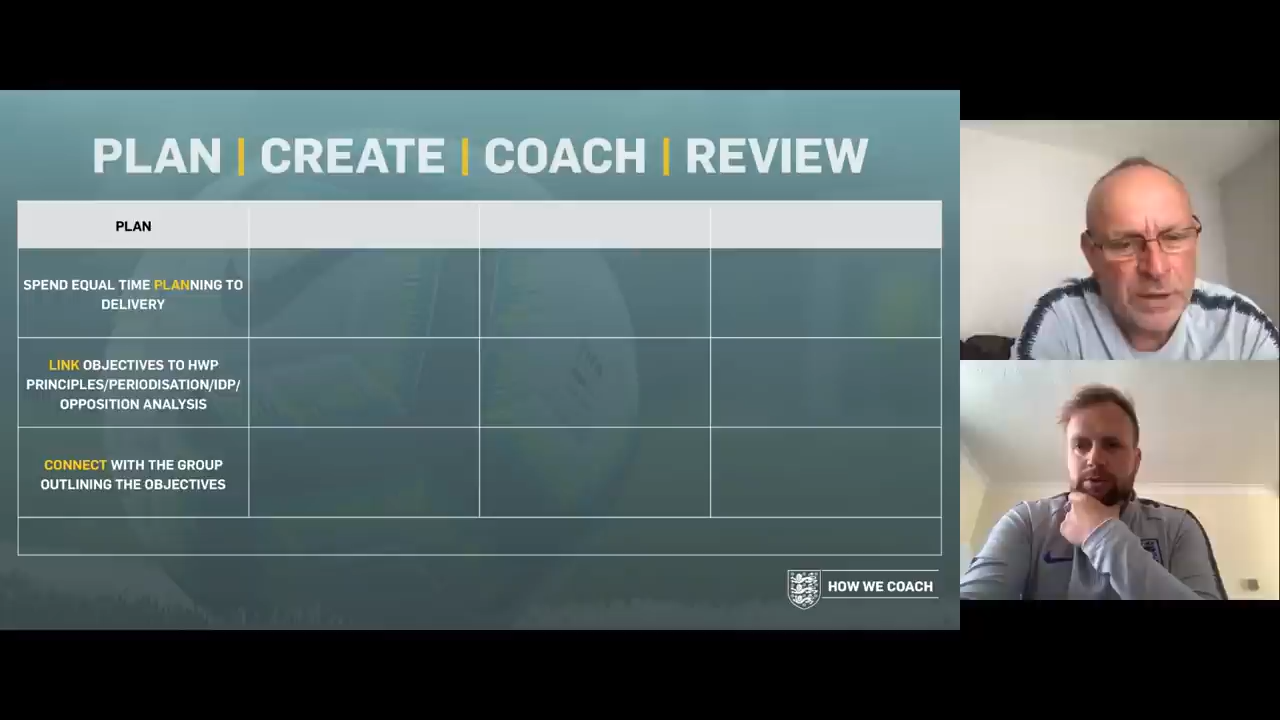 PLAN | CREATE | COACH | REVIEW
PLAN
SPEND EQUAL TIME PLANNING TO
DELIVERY
LINK OBJECTIVES TO HWP
PRINCIPLES/PERIODISATION/IDP/
OPPOSITION ANALYSIS
CONNECT WITH THE GROUP
OUTLINING THE OBJECTIVES
HOW WE COACH